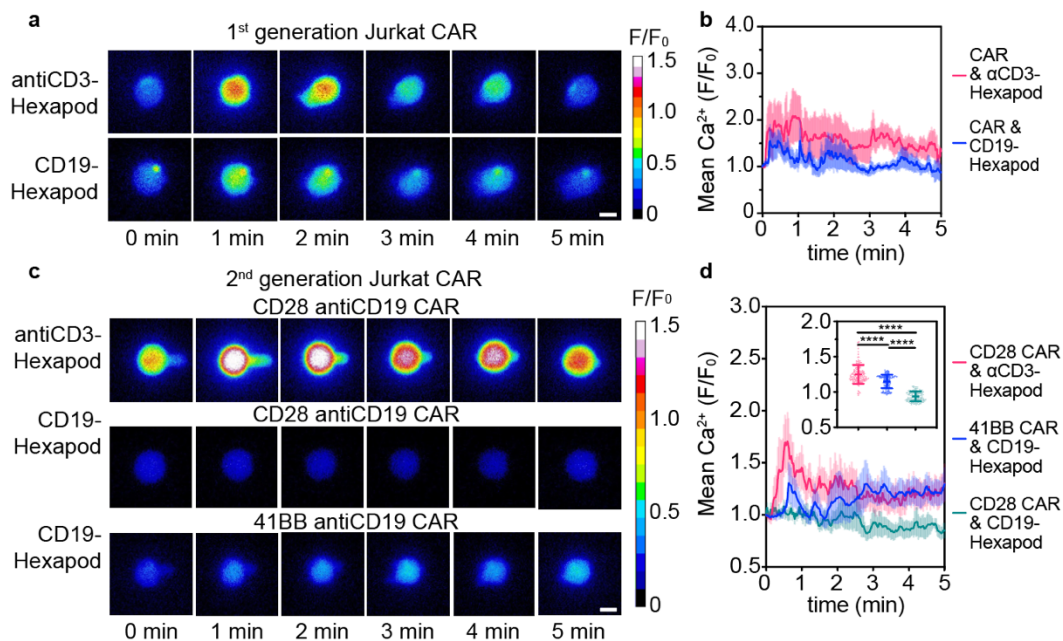 a
1st generation Jurkat CAR
antiCD3-
Hexapod
CD19-
Hexapod
0 min
1 min
2 min
3 min
4 min
5 min
F/F0
1.5
1.0
0.5
0
b
Mean Ca2+ (F/F0)
4.0
3.0
2.0
1.0
0
0
1
2
3
4
5
time (min)
CAR
& αCD3-
Hexapod
CAR &
CD19-
Hexapod
c
2nd generation Jurkat CAR
CD28 antiCD19 CAR
antiCD3-
Hexapod
CD28 antiCD19 CAR
CD19-
Hexapod
41BB antiCD19 CAR
CD19-
Hexapod
0 min
1 min
2 min
3 min
4 min
5 min
F/F0
1.5
1.0
0.5
0
d
Mean Ca2+ (F/F0)
3.0
2.5
2.0
1.5
1.0
0.5
0
1
2
3
4
5
time (min)
2.0
1.5
1.0
0.5
****
****
****
CD28 CAR
& αCD3-
Hexapod
41BB CAR
& CD19-
Hexapod
CD28 CAR
& CD19-
Hexapod